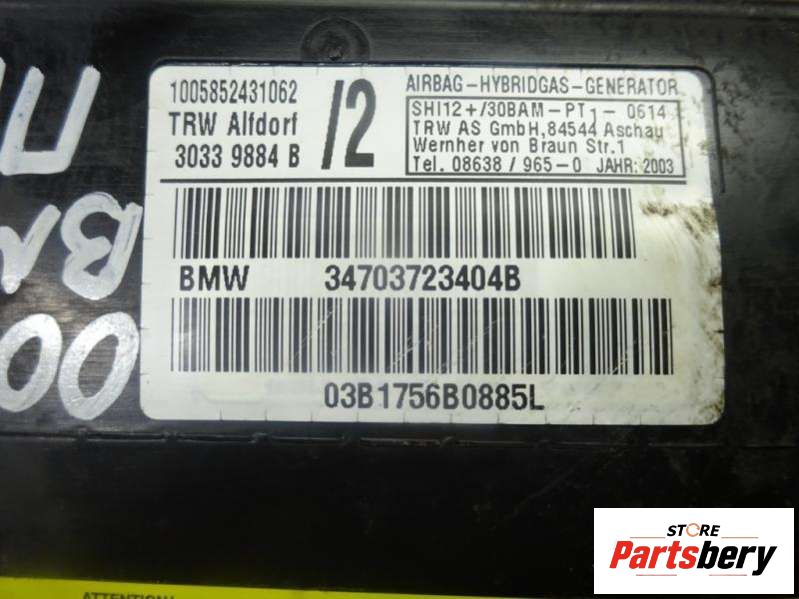 1005852431062
TRW Alfdorf
3033 9884 B
/2
AIRBAG-HYBRIDGAS-GENERATOR
SHI12+/30BAM-PT1- 0614
TRW AS GmbH,84544 Aschau
Wernher von Braun Str.1
Tel. 08638 / 965-0 JAHR: 2003
BMW 34703723404B
03B1756B0885L
ATTENTION!
STORE
Partsbery